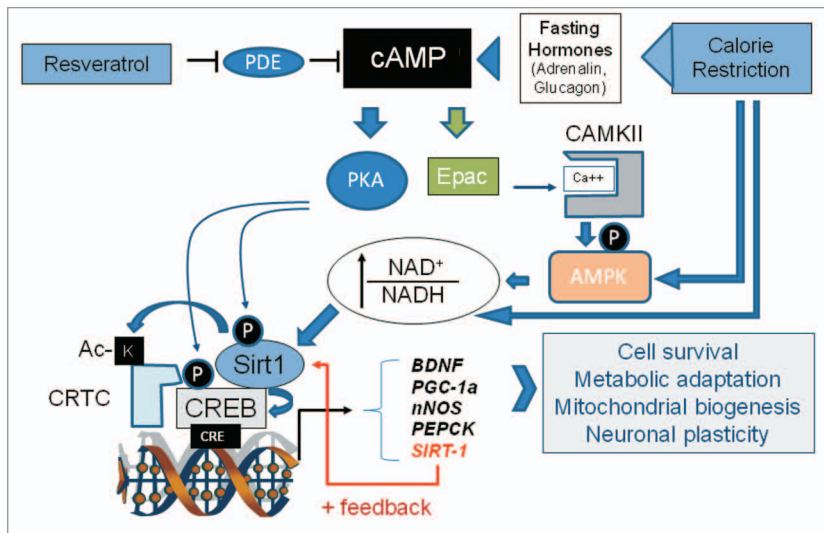 Resveratrol
PDE
cAMP
Fasting
Hormones
(Adrenalin,
Glucagon)
Calorie
Restriction
CAMKII
PKA
Epac
Ca++
P
NAD+
NADH
AMPK
P
Ac-K
Sirt1
P
CRTC
CREB
CRE
BDNF
PGC-1a
nNOS
PEPCK
SIRT-1
+ feedback
Cell survival
Metabolic adaptation
Mitochondrial biogenesis
Neuronal plasticity